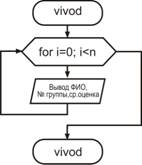 vivod
for i=0; i<n
Вывод ФИО,
№ группы,ср.оценка
vivod